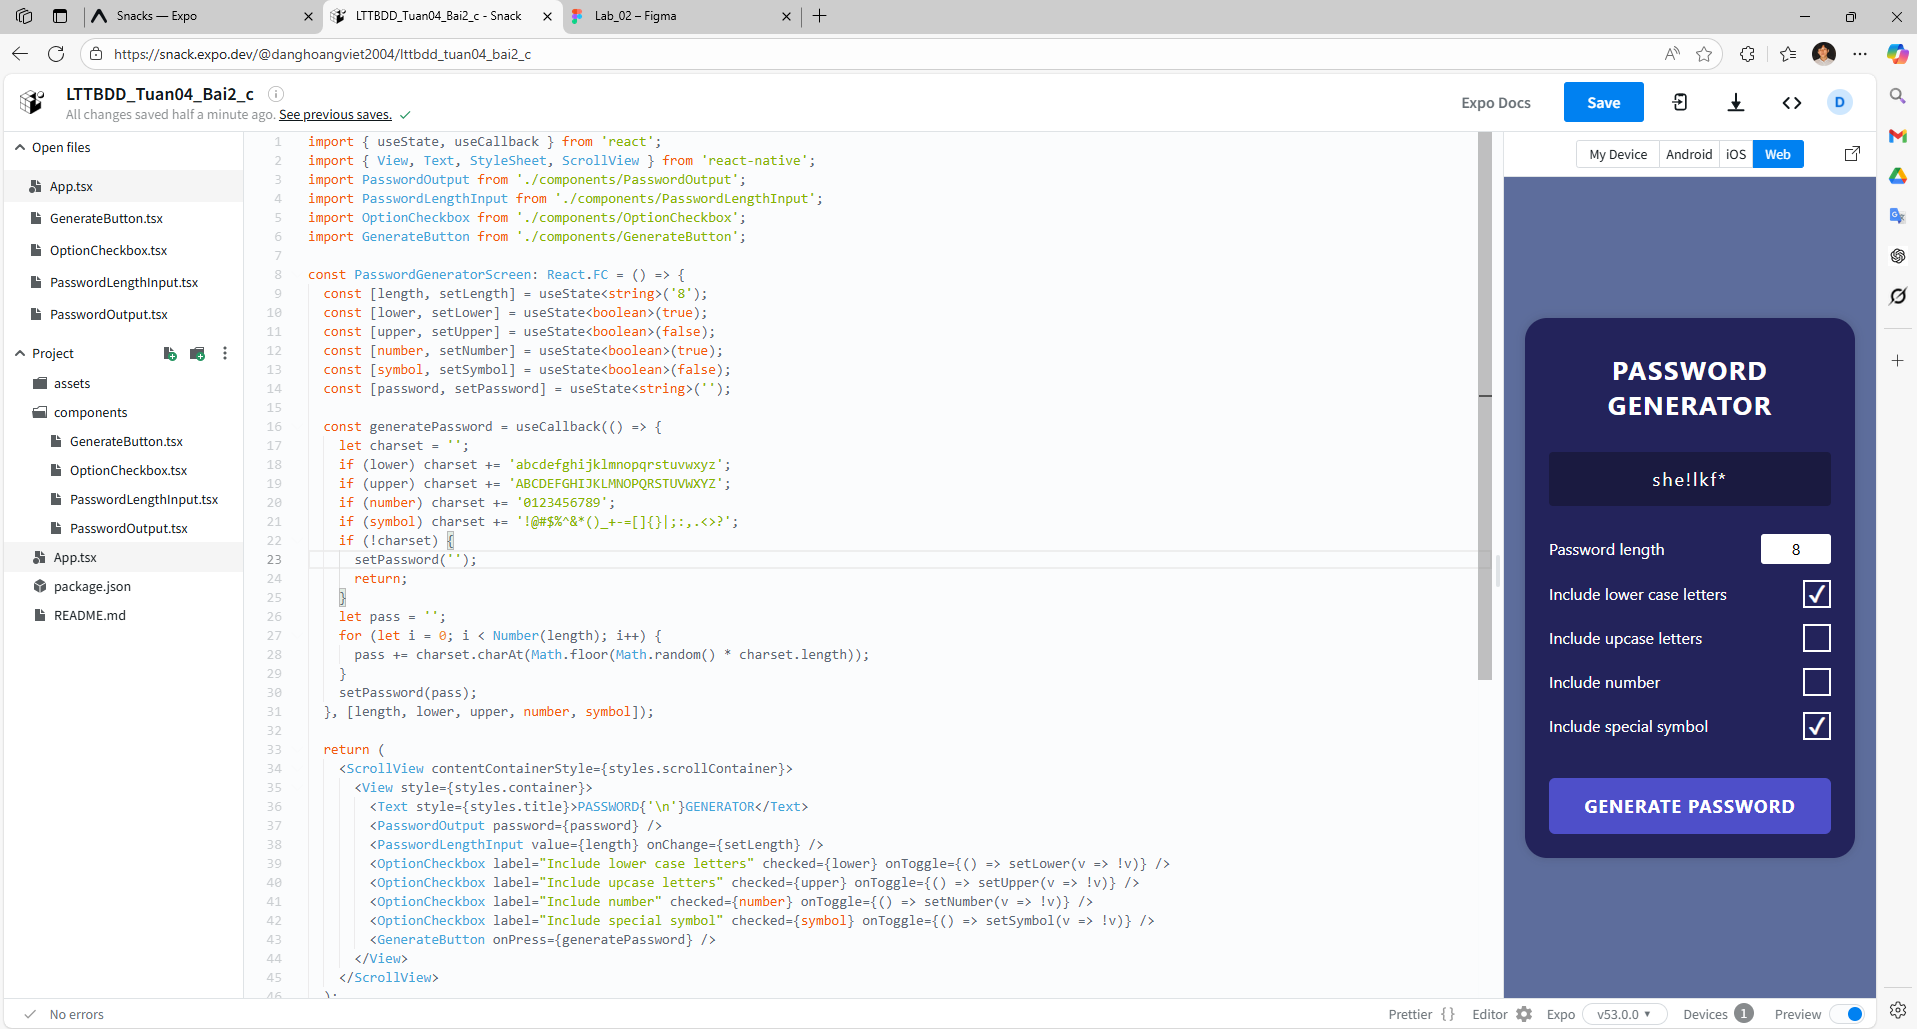 Snacks — Expo
LTTBDD_Tuan04_Bai2_c - Snack
Lab_02 – Figma
https://snack.expo.dev/@danghoangviet2004/lttbdd_tuan04_bai2_c
LTTBDD_Tuan04_Bai2_c
All changes saved half a minute ago. See previous saves.
Expo Docs
Save
D
Open files
App.tsx
GenerateButton.tsx
OptionCheckbox.tsx
PasswordLengthInput.tsx
PasswordOutput.tsx
Project
assets
components
GenerateButton.tsx
OptionCheckbox.tsx
PasswordLengthInput.tsx
PasswordOutput.tsx
App.tsx
package.json
README.md
1 import { useState, useCallback } from 'react';
2 import { View, Text, StyleSheet, ScrollView } from 'react-native';
3 import PasswordOutput from './components/PasswordOutput';
4 import PasswordLengthInput from './components/PasswordLengthInput';
5 import OptionCheckbox from './components/OptionCheckbox';
6 import GenerateButton from './components/GenerateButton';
7
8 const PasswordGeneratorScreen: React.FC = () => {
9 const [length, setLength] = useState<string>('8');
10 const [lower, setLower] = useState<boolean>(true);
11 const [upper, setUpper] = useState<boolean>(false);
12 const [number, setNumber] = useState<boolean>(true);
13 const [symbol, setSymbol] = useState<boolean>(false);
14 const [password, setPassword] = useState<string>('');
15
16 const generatePassword = useCallback(() => {
17 let charset = '';
18 if (lower) charset += 'abcdefghijklmnopqrstuvwxyz';
19 if (upper) charset += 'ABCDEFGHIJKLMNOPQRSTUVWXYZ';
20 if (number) charset += '0123456789';
21 if (symbol) charset += '!@#$%^&*()_+-=[]{}|;:,.<>?';
22 if (!charset) {
23 setPassword('');
24 return;
25 }
26 let pass = '';
27 for (let i = 0; i < Number(length); i++) {
28 pass += charset.charAt(Math.floor(Math.random() * charset.length));
29 }
30 setPassword(pass);
31 }, [length, lower, upper, number, symbol]);
32
33 return (
34 <ScrollView contentContainerStyle={styles.scrollContainer}>
35 <View style={styles.container}>
36 <Text style={styles.title}>PASSWORD{'\n'}GENERATOR</Text>
37 <PasswordOutput password={password} />
38 <PasswordLengthInput value={length} onChange={setLength} />
39 <OptionCheckbox label="Include lower case letters" checked={lower} onToggle={() => setLower(v => !v)} />
40 <OptionCheckbox label="Include upcase letters" checked={upper} onToggle={() => setUpper(v => !v)} />
41 <OptionCheckbox label="Include number" checked={number} onToggle={() => setNumber(v => !v)} />
42 <OptionCheckbox label="Include special symbol" checked={symbol} onToggle={() => setSymbol(v => !v)} />
43 <GenerateButton onPress={generatePassword} />
44 </View>
45 </ScrollView>
46 );
My Device
Android
iOS
Web
PASSWORD
GENERATOR
she!lkf*
Password length
8
Include lower case letters
Include upcase letters
Include number
Include special symbol
GENERATE PASSWORD
No errors
Prettier { }
Editor
Expo
v53.0.0
Devices 1
Preview